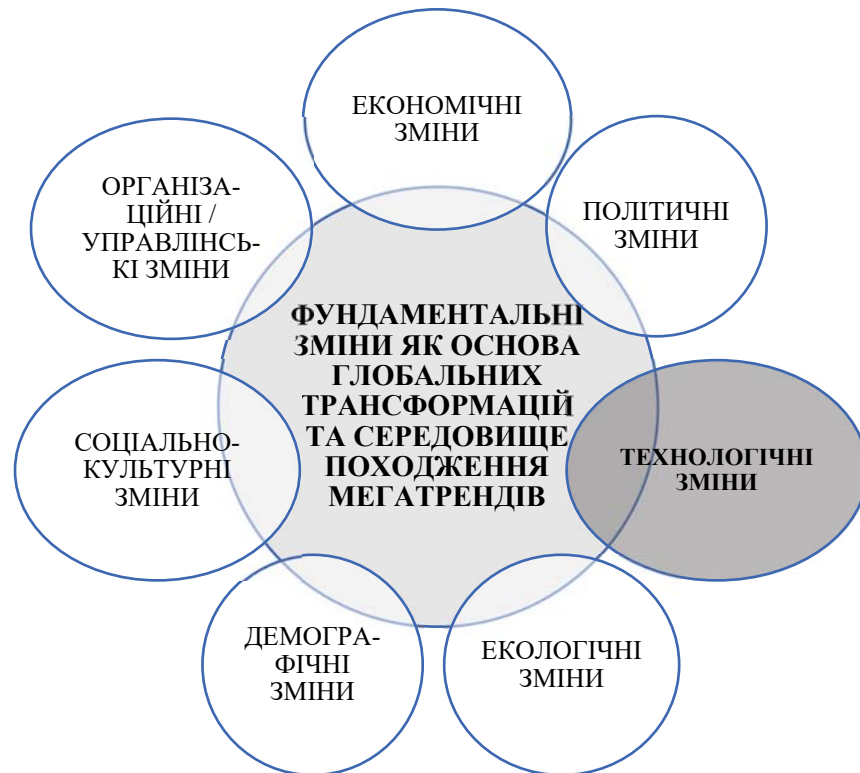 ЕКОНОМІЧНІ
ЗМІНИ
ПОЛІТИЧНІ
ЗМІНИ
ОРГАНІЗА-
ЦІЙНІ /
УПРАВЛІНСЬ-
КІ ЗМІНИ
ФУНДАМЕНТАЛЬНІ
ЗМІНИ ЯК ОСНОВА
ГЛОБАЛЬНИХ
ТРАНСФОРМАЦІЙ
ТА СЕРЕДОВИЩЕ
ПОХОДЖЕННЯ
МЕГАТРЕНДІВ
СОЦІАЛЬНО-
КУЛЬТУРНІ
ЗМІНИ
ТЕХНОЛОГІЧНІ
ЗМІНИ
ДЕМОГРА-
ФІЧНІ
ЗМІНИ
ЕКОЛОГІЧНІ
ЗМІНИ